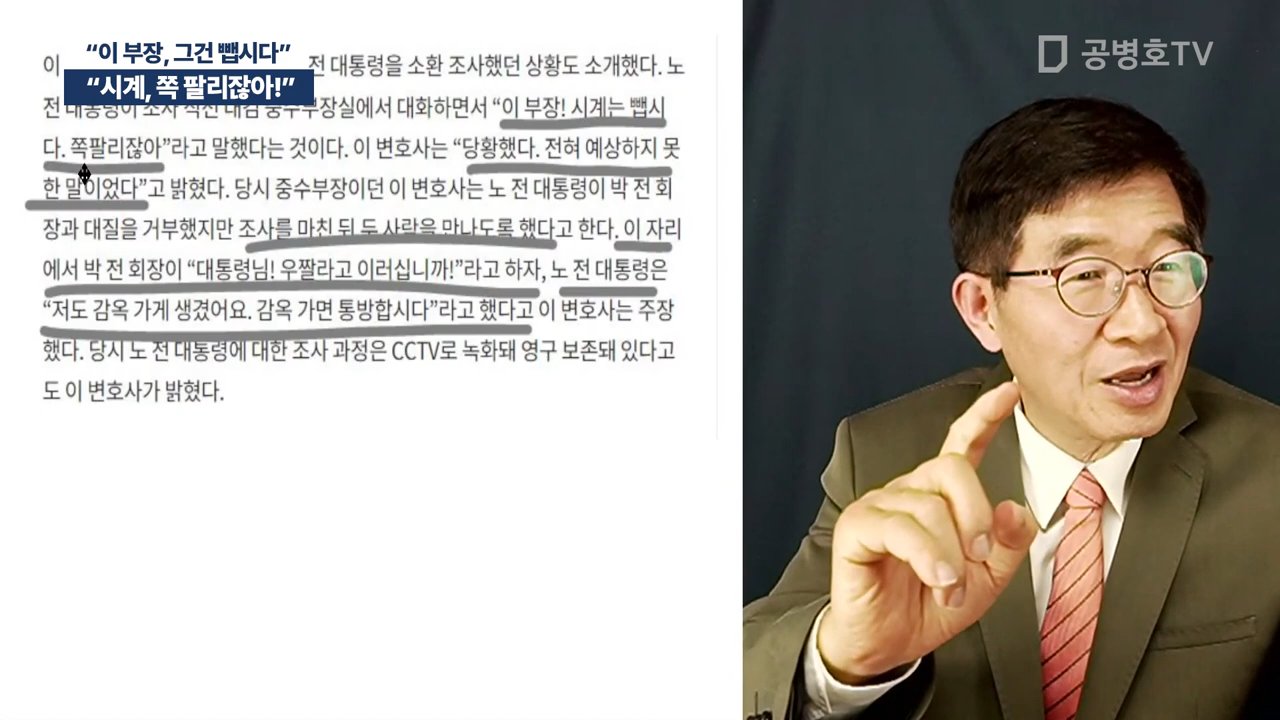 “이 부장, 그건 뺍시다”
“시계, 쪽 팔리잖아!”
공병호TV
이 전 대통령을 소환 조사했던 상황도 소개했다. 노
전 대통령이 조사 직전 대검 중수부장실에서 대화하면서 “이 부장! 시계는 뺍시
다. 쪽팔리잖아”라고 말했다는 것이다. 이 변호사는 “당황했다. 전혀 예상하지 못
한 말이었다”고 밝혔다. 당시 중수부장이던 이 변호사는 노 전 대통령이 박 전 회
장과 대질을 거부했지만 조사를 마친 뒤 두 사람을 만나도록 했다고 한다. 이 자리
에서 박 전 회장이 “대통령님! 우짤라고 이러십니까!”라고 하자, 노 전 대통령은
“저도 감옥 가게 생겼어요. 감옥 가면 통방합시다”라고 했다고 이 변호사는 주장
했다. 당시 노 전 대통령에 대한 조사 과정은 CCTV로 녹화돼 영구 보존돼 있다고
도 이 변호사가 밝혔다.